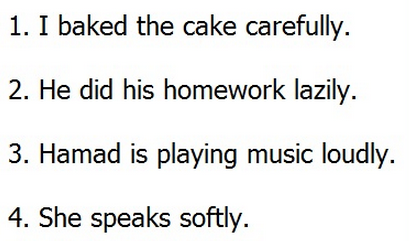 1. I baked the cake carefully.
2. He did his homework lazily.
3. Hamad is playing music loudly.
4. She speaks softly.